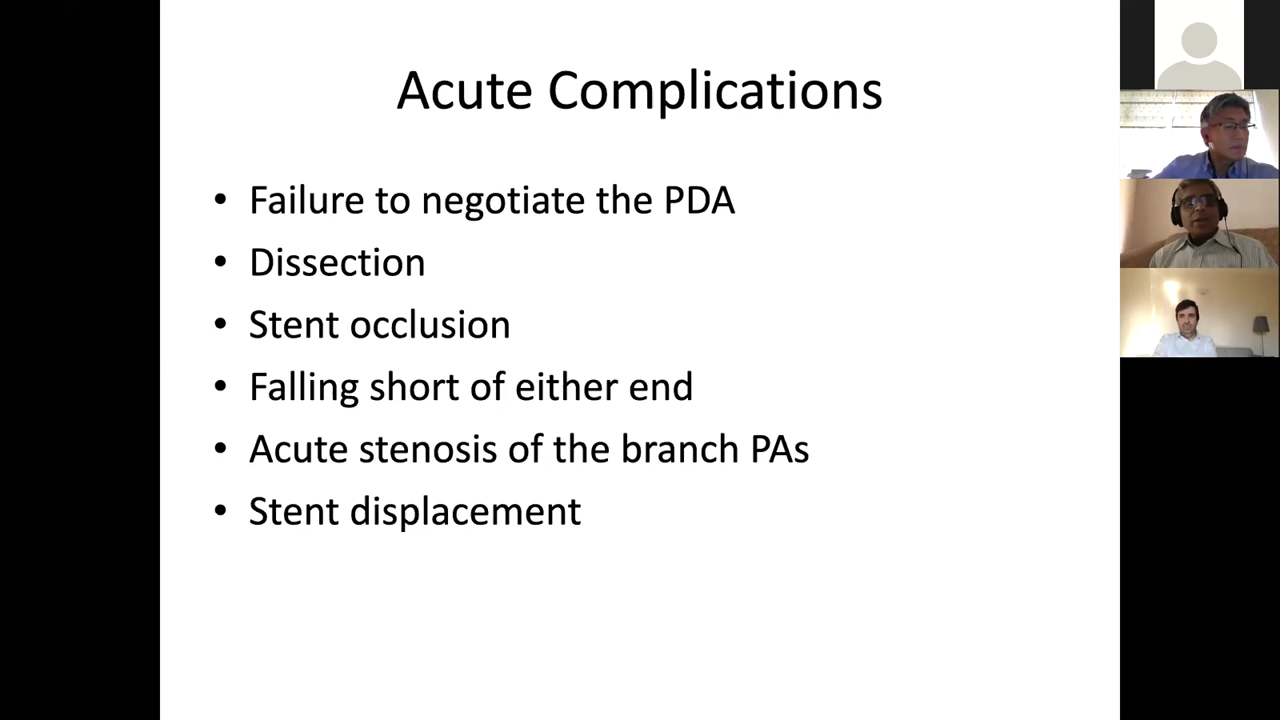 Acute Complications
• Failure to negotiate the PDA
• Dissection
• Stent occlusion
• Falling short of either end
• Acute stenosis of the branch PAs
• Stent displacement